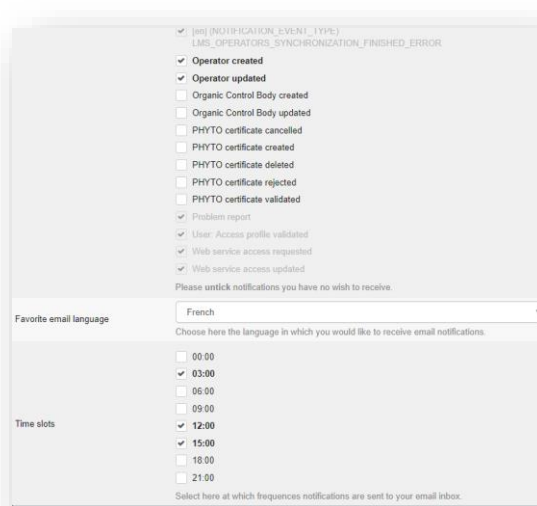 [en] (NOTIFICATION_EVENT_TYPE)
LMS_OPERATORS_SYNCHRONIZATION_FINISHED_ERROR
Operator created
Operator updated
Organic Control Body created
Organic Control Body updated
PHYTO certificate cancelled
PHYTO certificate created
PHYTO certificate deleted
PHYTO certificate rejected
PHYTO certificate validated
Problem report
User: Access profile validated
Web service access requested
Web service access updated
Please untick notifications you have no wish to receive.
Favorite email language
French
Choose here the language in which you would like to receive email notifications.
Time slots
00:00
03:00
06:00
09:00
12:00
15:00
18:00
21:00
Select here at which frequences notifications are sent to your email inbox.